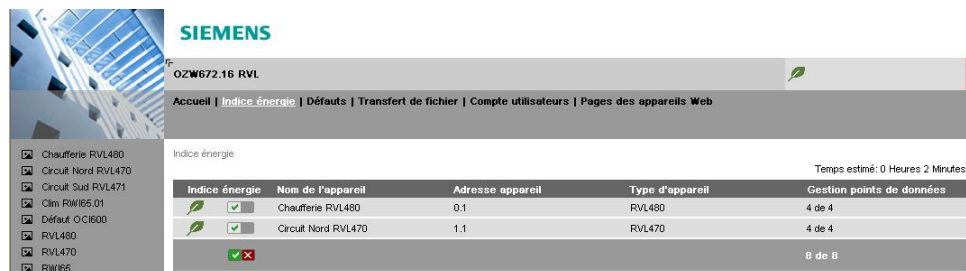 SIEMENS
OZW672.16 RVL
Accueil | Indice énergie | Défauts | Transfert de fichier | Compte utilisateurs | Pages des appareils Web
Chaufferie RVL480
Circuit Nord RVL470
Circuit Sud RVL471
Clim RWI65.01
Défaut OCI600
RVL480
RVL470
RWI65
Indice énergie
Temps estimé: 0 Heures 2 Minutes
Indice énergie Nom de l'appareil Adresse appareil Type d'appareil Gestion points de données
Chaufferie RVL480 0.1 RVL480 4 de 4
Circuit Nord RVL470 1.1 RVL470 4 de 4
8 de 8